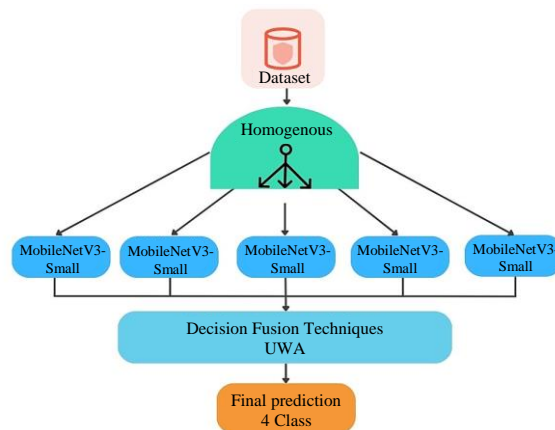 Dataset
Homogenous
MobileNetV3-
Small
MobileNetV3-
Small
MobileNetV3-
Small
MobileNetV3-
Small
MobileNetV3-
Small
Decision Fusion Techniques
UWA
Final prediction
4 Class